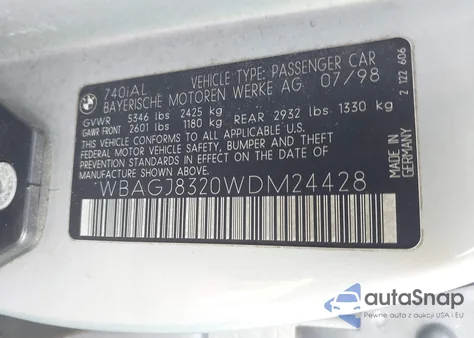 740iAL VEHICLE TYPE: PASSENGER CAR
BAYERISCHE MOTOREN WERKE AG 07/98
GVWR 5346 lbs 2425 kg
GAWR FRONT 2601 lbs 1180 kg REAR 2932 lbs 1330 kg
THIS VEHICLE CONFORMS TO ALL APPLICABLE U.S.
FEDERAL MOTOR VEHICLE SAFETY, BUMPER AND THEFT
PREVENTION STANDARDS IN EFFECT ON THE DATE OF
MANUFACTURE SHOWN ABOVE.
WBAGJ8320WDM24428
MADE IN
GERMANY
2 122 606
BMW
autoSnap
Pewne auto z aukcji USA i EU